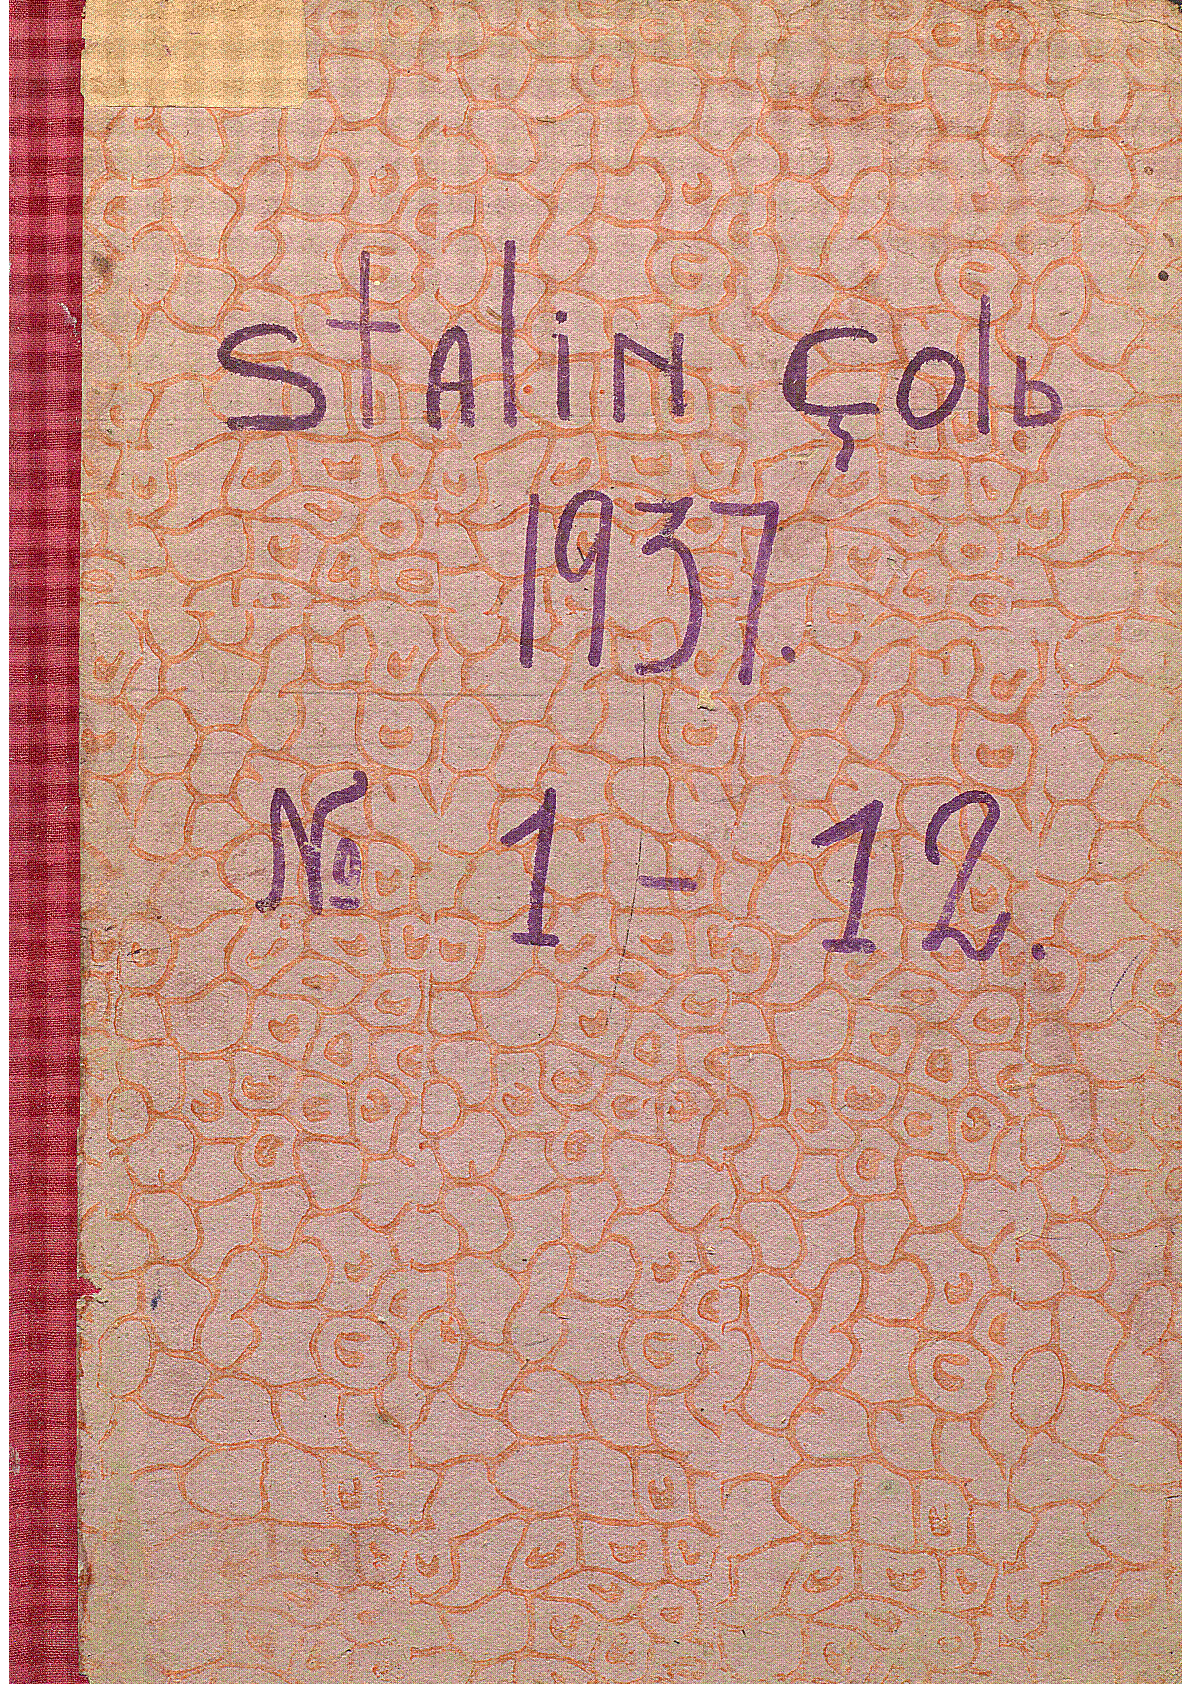 Stalin Çolь
1937.
№ 1 - 12.